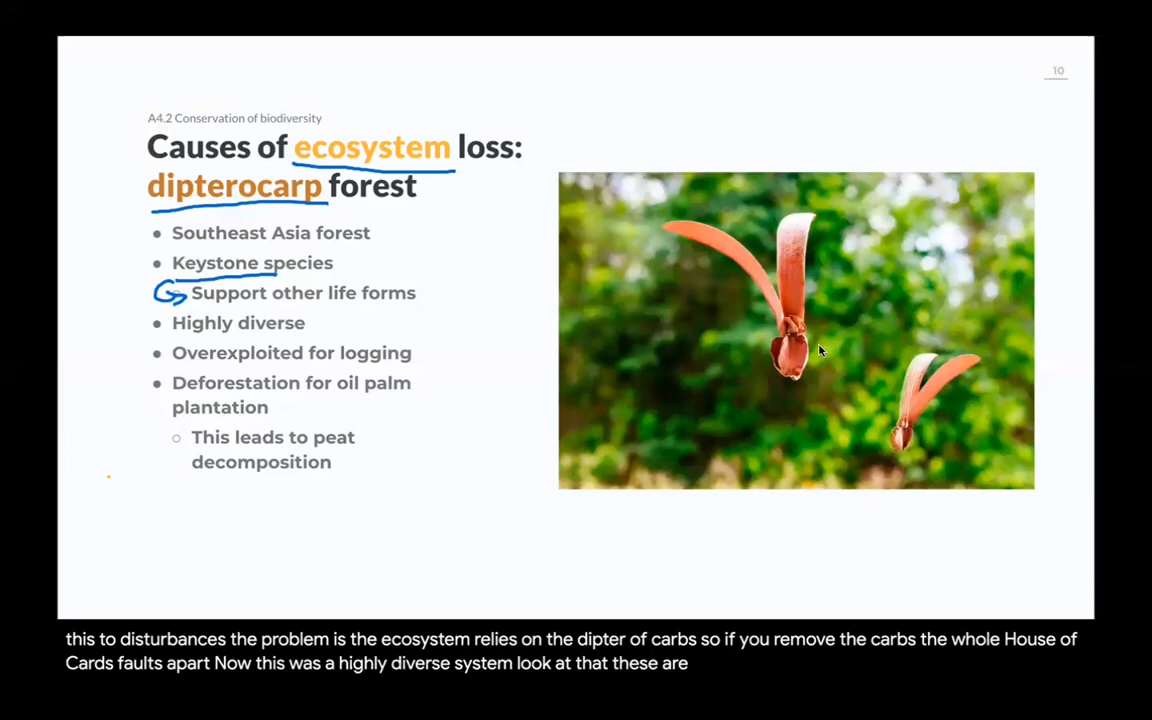 10
A4.2 Conservation of biodiversity
Causes of ecosystem loss:
dipterocarp forest
• Southeast Asia forest
• Keystone species
Support other life forms
• Highly diverse
• Overexploited for logging
• Deforestation for oil palm
plantation
○ This leads to peat
decomposition
this to disturbances the problem is the ecosystem relies on the dipter of carbs so if you remove the carbs the whole House of
Cards faults apart Now this was a highly diverse system look at that these are